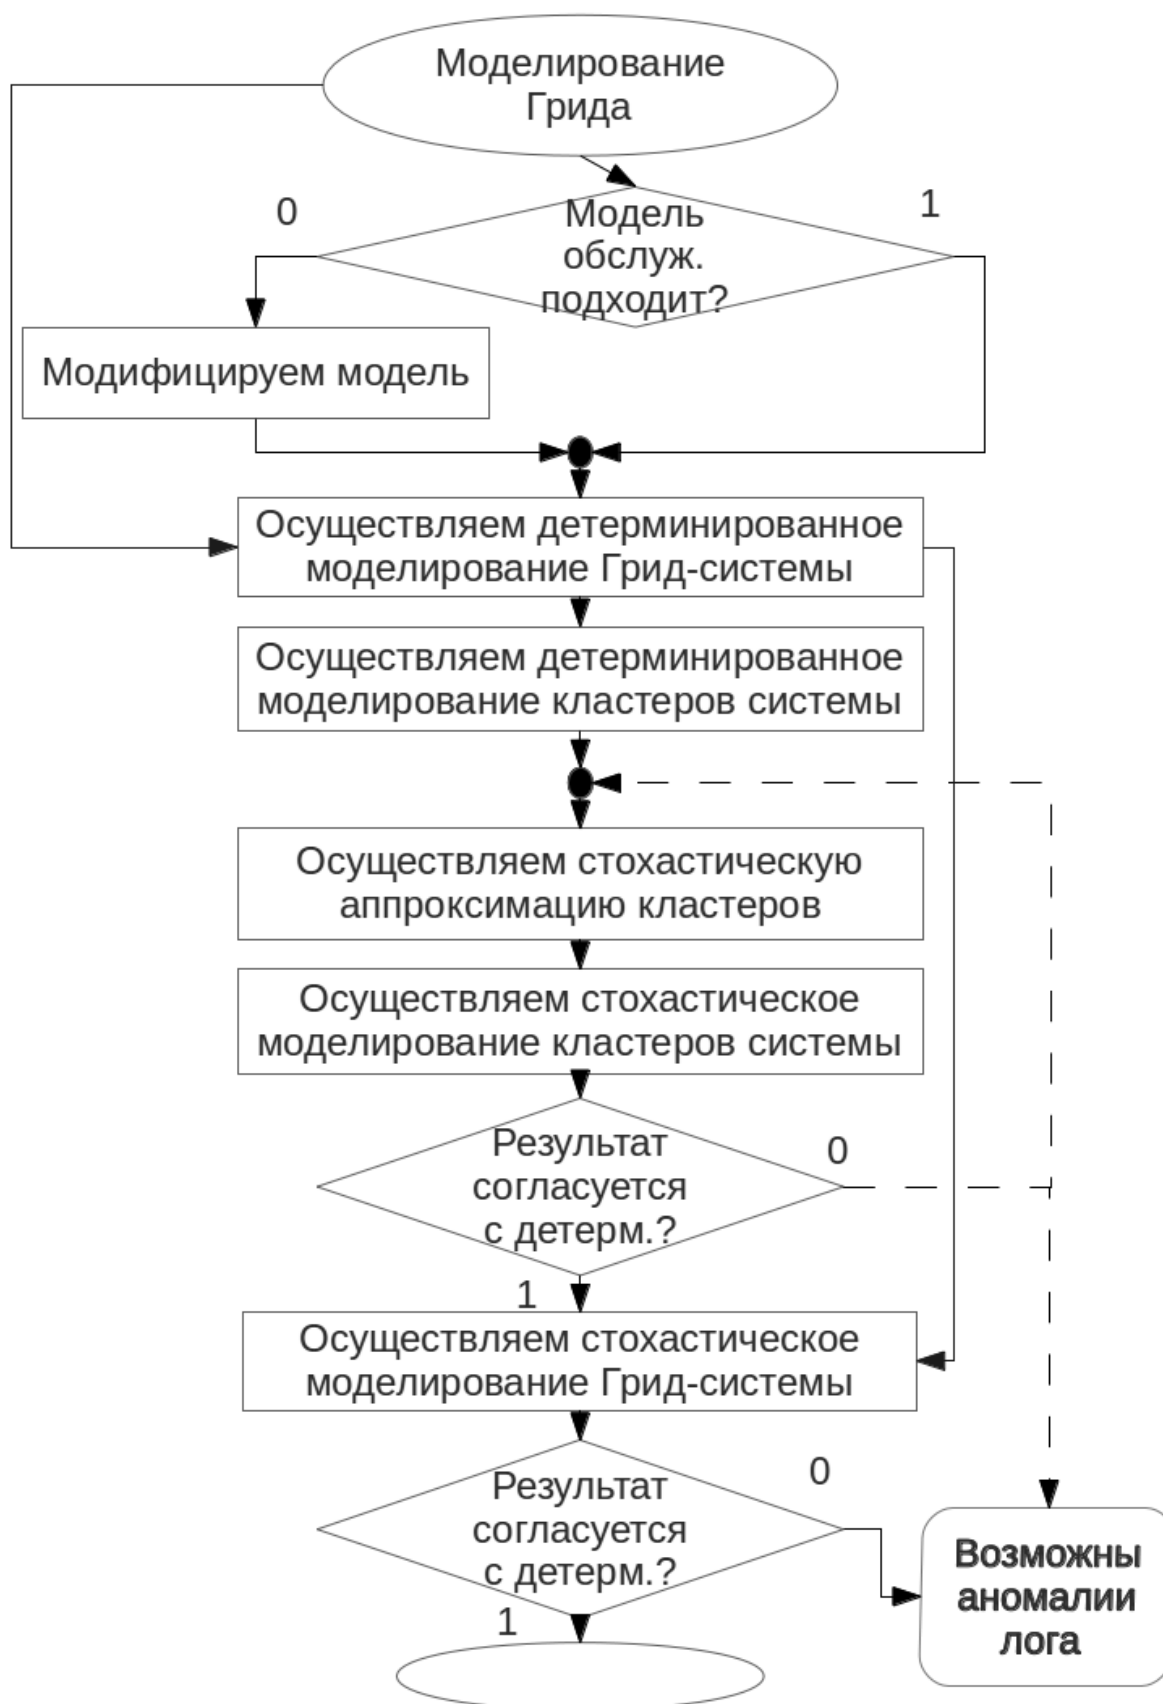 Моделирование
Грида
0
1
Модель
обслуж.
подходит?
Модифицируем модель
Осуществляем детерминированное
моделирование Грид-системы
Осуществляем детерминированное
моделирование кластеров системы
Осуществляем стохастическую
аппроксимацию кластеров
Осуществляем стохастическое
моделирование кластеров системы
Результат
согласуется
с детерм.?
0
1
Осуществляем стохастическое
моделирование Грид-системы
Результат
согласуется
с детерм.?
0
1
Возможны
аномалии
лога